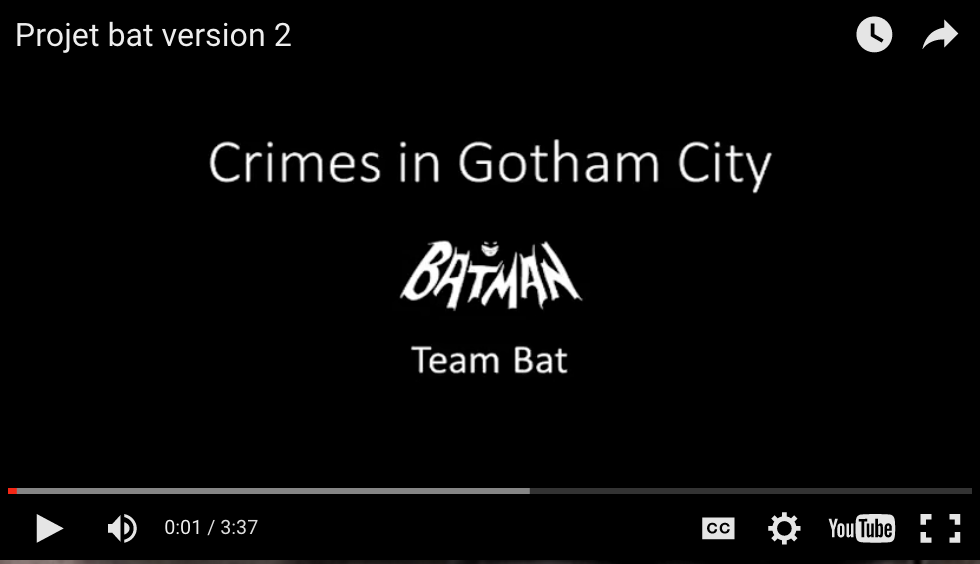 Projet bat version 2
Crimes in Gotham City
BATMAN
Team Bat
0:01 / 3:37
CC
YouTube